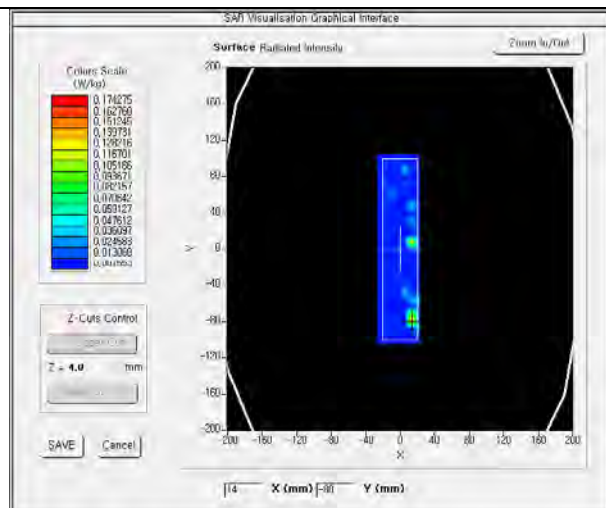 SAR Visualisation Graphical Interface
Surface Radiated Intensity
Zoom In/Out
Colors Scale
(W/kg)
0.174275
0.162760
0.151245
0.139731
0.128216
0.116701
0.105186
0.093671
0.082157
0.070642
0.059127
0.047612
0.036097
0.024583
0.013068
200
160
120
80
40
0
-40
-80
-120
-160
-200
Y
-200 -160 -120 -80 -40 0 40 80 120 160 200
X
Z-Cuts Control
Z = 4.0 mm
SAVE Cancel
14 X (mm) -80 Y (mm)